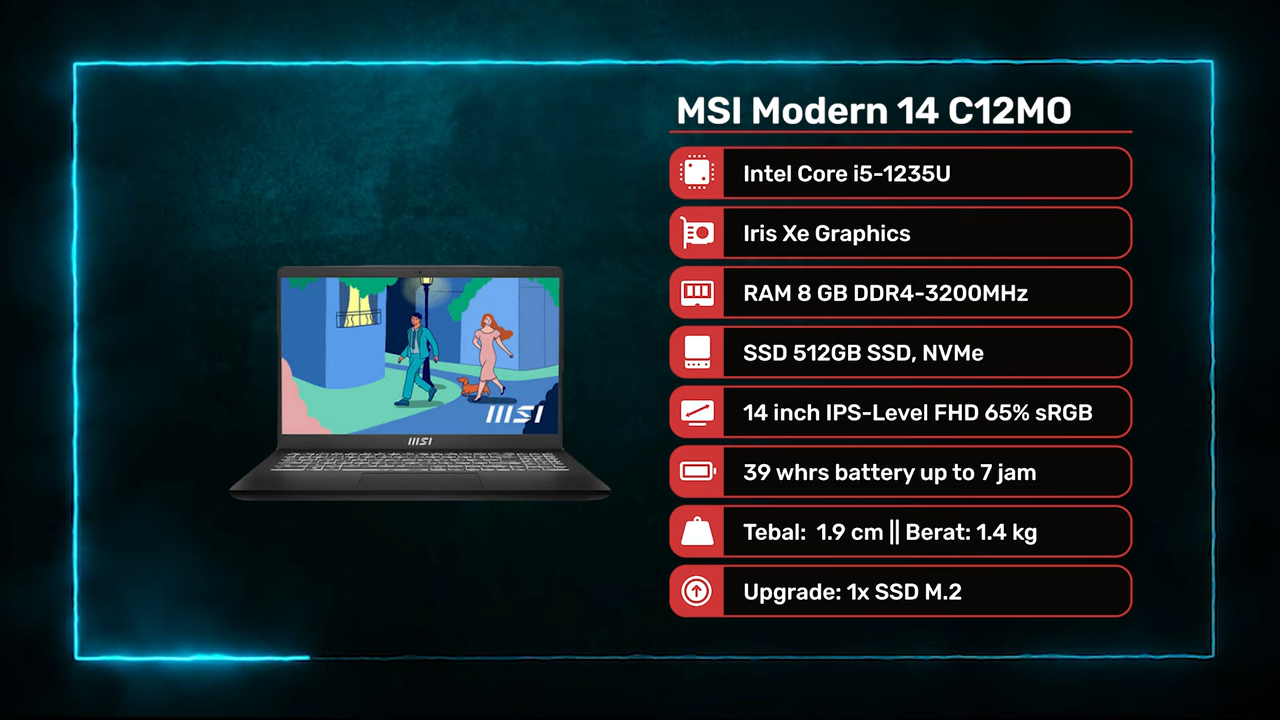 MSI Modern 14 C12MO
Intel Core i5-1235U
Iris Xe Graphics
RAM 8 GB DDR4-3200MHz
SSD 512GB SSD, NVMe
14 inch IPS-Level FHD 65% sRGB
39 whrs battery up to 7 jam
Tebal: 1.9 cm || Berat: 1.4 kg
Upgrade: 1x SSD M.2
MSI
MSI